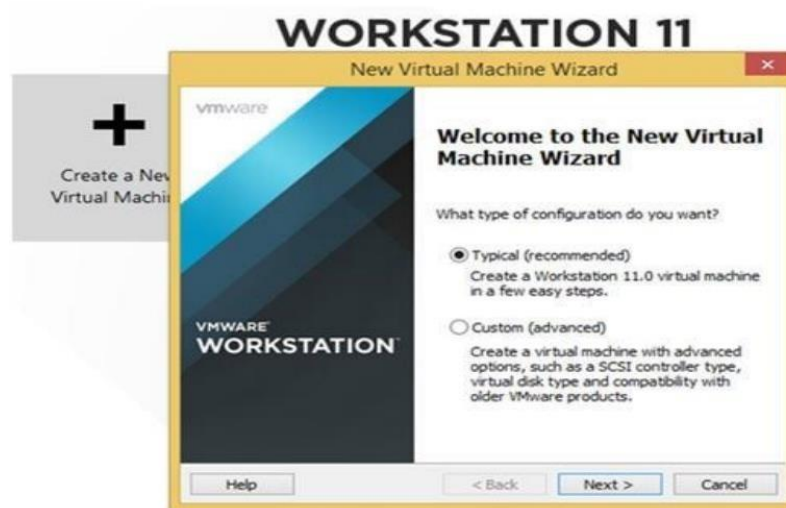 WORKSTATION 11
New Virtual Machine Wizard
Create a New
vmware
Welcome to the New Virtual
Machine Wizard
What type of configuration do you want?
Typical (recommended)
Create a Workstation 11.0 virtual machine
in a few easy steps.
Custom (advanced)
Create a virtual machine with advanced
options, such as a SCSI controller type,
virtual disk type and compatibility with
older VMware products.
VMWARE
WORKSTATION
Help
< Back
Next >
Cancel